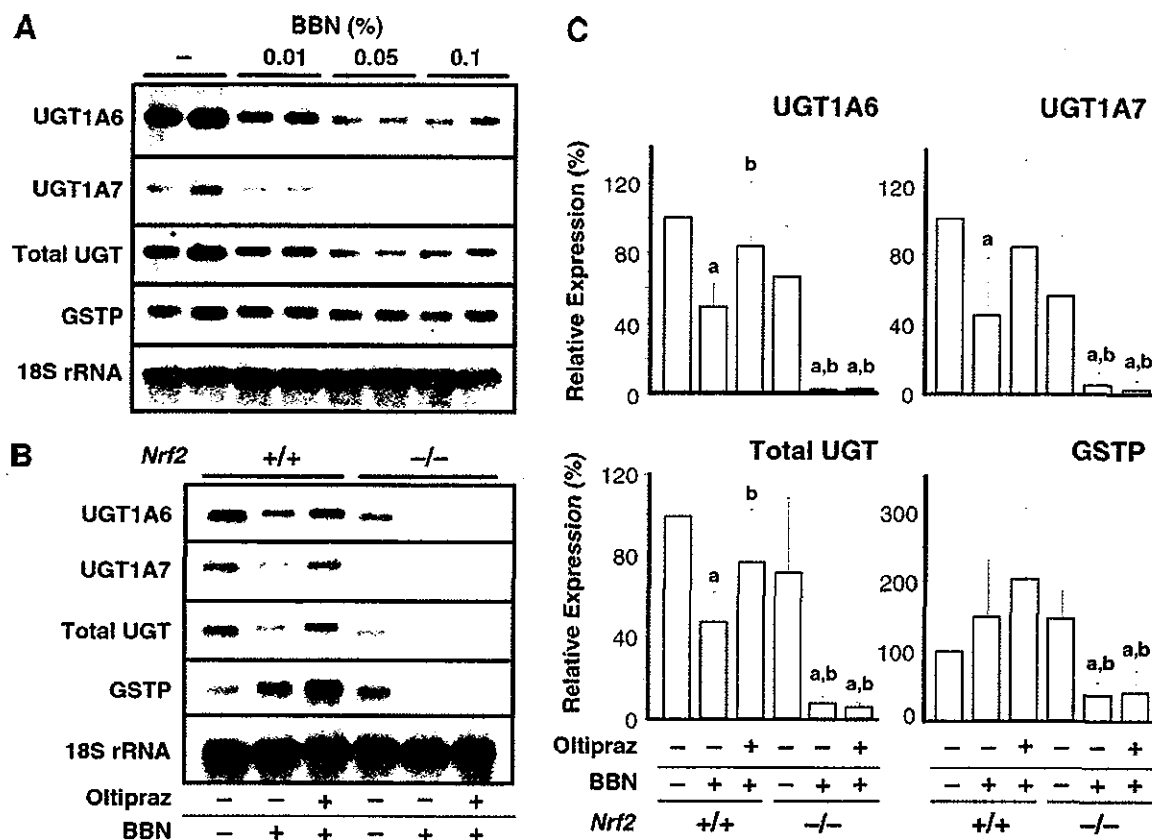 A
BBN (%)
– 0.01 0.05 0.1
UGT1A6
UGT1A7
Total UGT
GSTP
18S rRNA
B
Nrf2 +/+ –/–
UGT1A6
UGT1A7
Total UGT
GSTP
18S rRNA
Oltipraz – – + – – +
BBN – + + – + +
C
UGT1A6
Relative Expression (%)
120
80
40
0
a
b
a,b
a,b
UGT1A7
120
80
40
0
a
a,b
a,b
Total UGT
Relative Expression (%)
120
80
40
0
a
b
a,b
a,b
GSTP
300
200
100
0
a,b
a,b
Oltipraz – – + – – + – – + – – +
BBN – + + – + + – + + – + +
Nrf2 +/+ –/– +/+ –/–